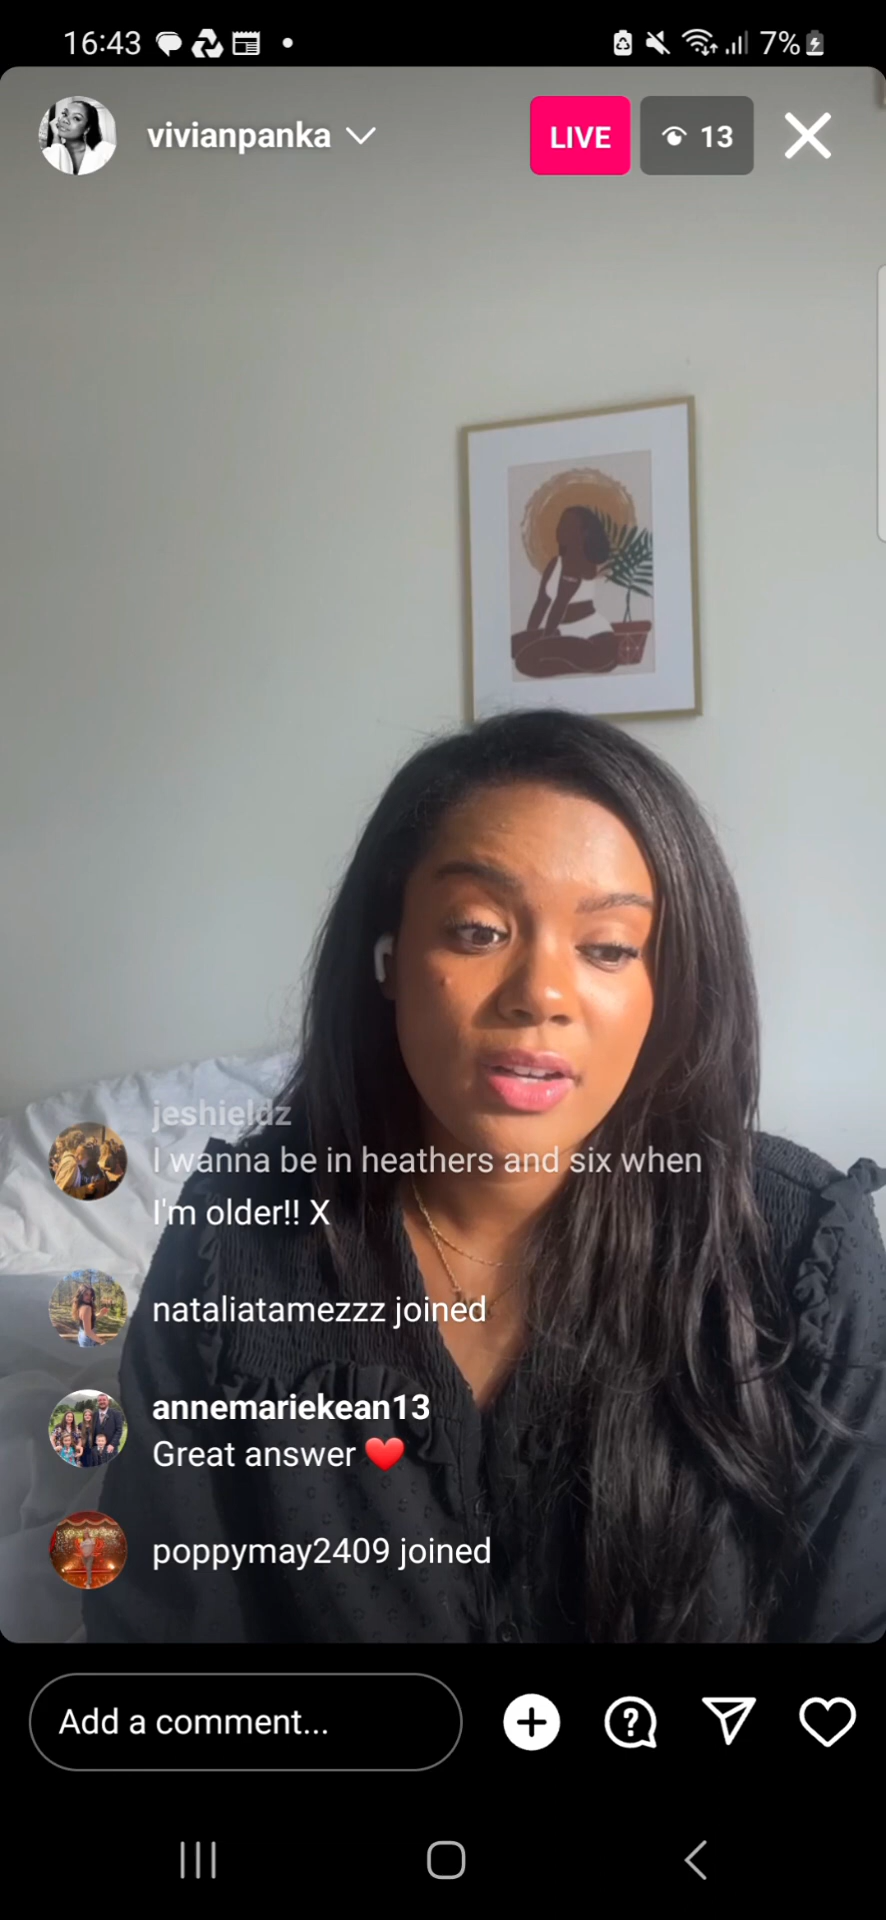 16:43
7%
vivianpanka
LIVE
13
jeshieldz
I wanna be in heathers and six when
I'm older!! X
nataliatamezzz joined
annemariekean13
Great answer ❤️
poppymay2409 joined
Add a comment...